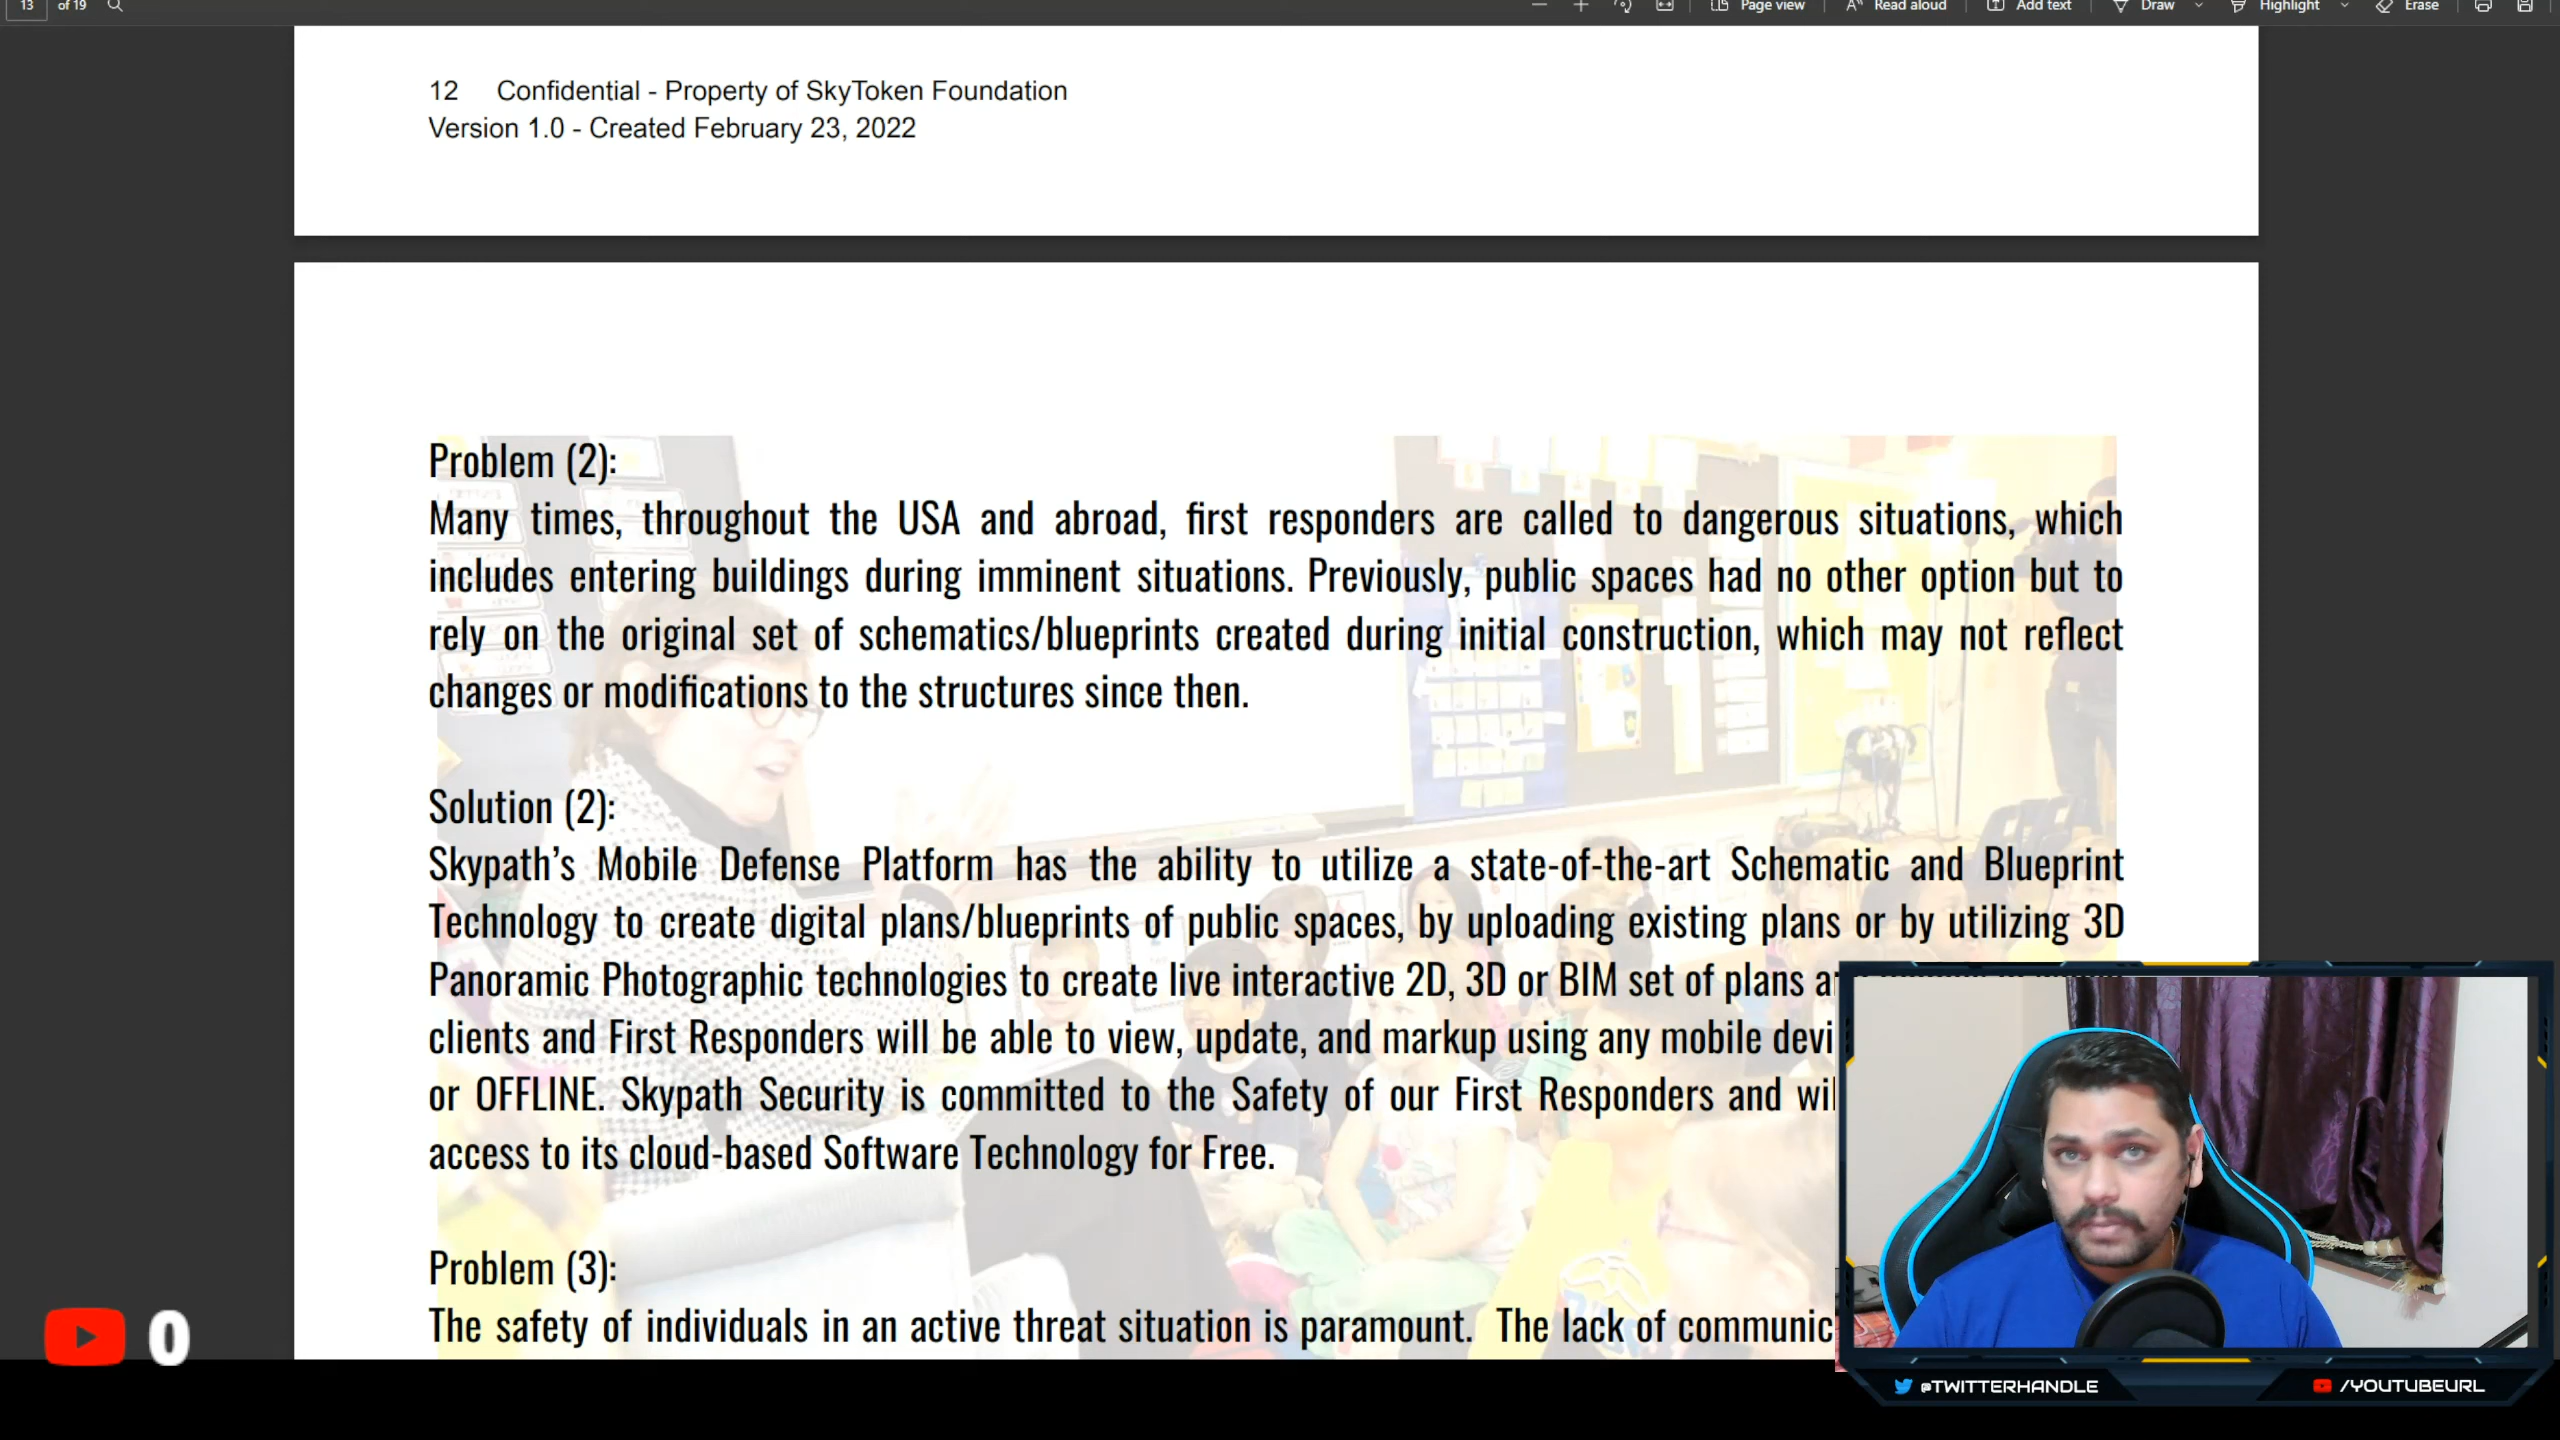 13 of 19 Page view Read aloud Add text Draw Highlight Erase
12 Confidential - Property of SkyToken Foundation
Version 1.0 - Created February 23, 2022
Problem (2):
Many times, throughout the USA and abroad, first responders are called to dangerous situations, which
includes entering buildings during imminent situations. Previously, public spaces had no other option but to
rely on the original set of schematics/blueprints created during initial construction, which may not reflect
changes or modifications to the structures since then.
Solution (2):
Skypath's Mobile Defense Platform has the ability to utilize a state-of-the-art Schematic and Blueprint
Technology to create digital plans/blueprints of public spaces, by uploading existing plans or by utilizing 3D
Panoramic Photographic technologies to create live interactive 2D, 3D or BIM set of plans
clients and First Responders will be able to view, update, and markup using any mobile devi
or OFFLINE. Skypath Security is committed to the Safety of our First Responders and wil
access to its cloud-based Software Technology for Free.
Problem (3):
The safety of individuals in an active threat situation is paramount. The lack of communic
0
@TWITTERHANDLE
/YOUTUBEURL